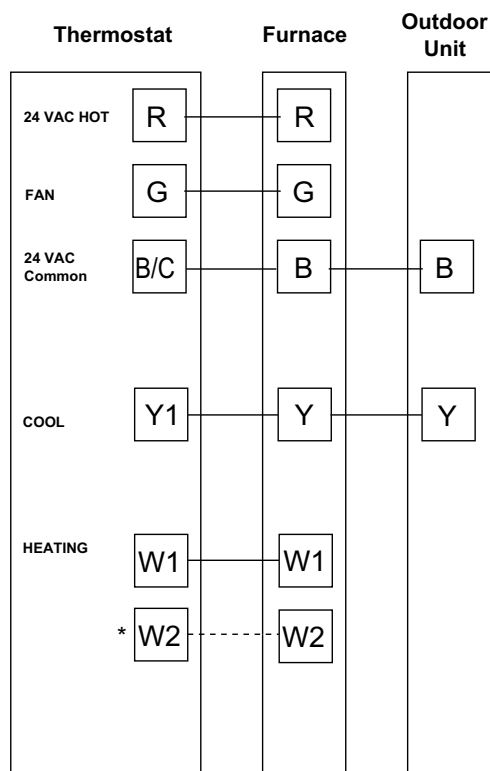 Thermostat Furnace Outdoor
Unit
24 VAC HOT R R
FAN G G
24 VAC
Common B/C B B
COOL Y1 Y Y
HEATING
W1 W1
* W2 W2